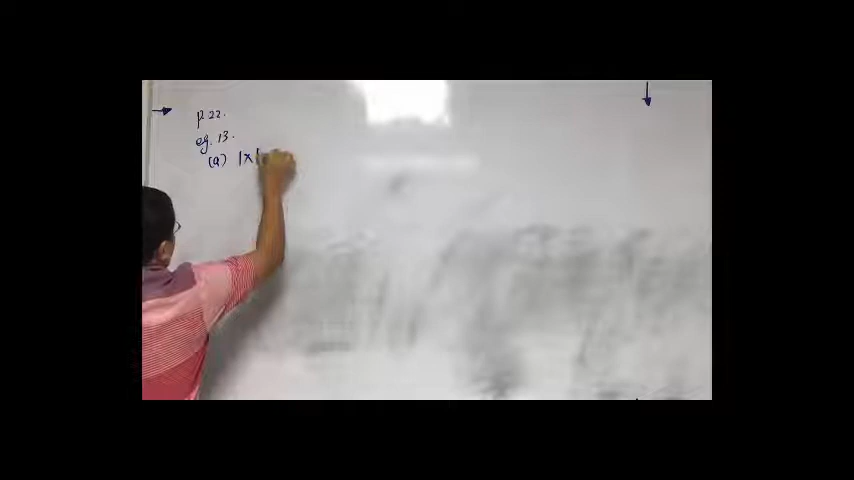 p.22.
eg. 13.
(a) |x|